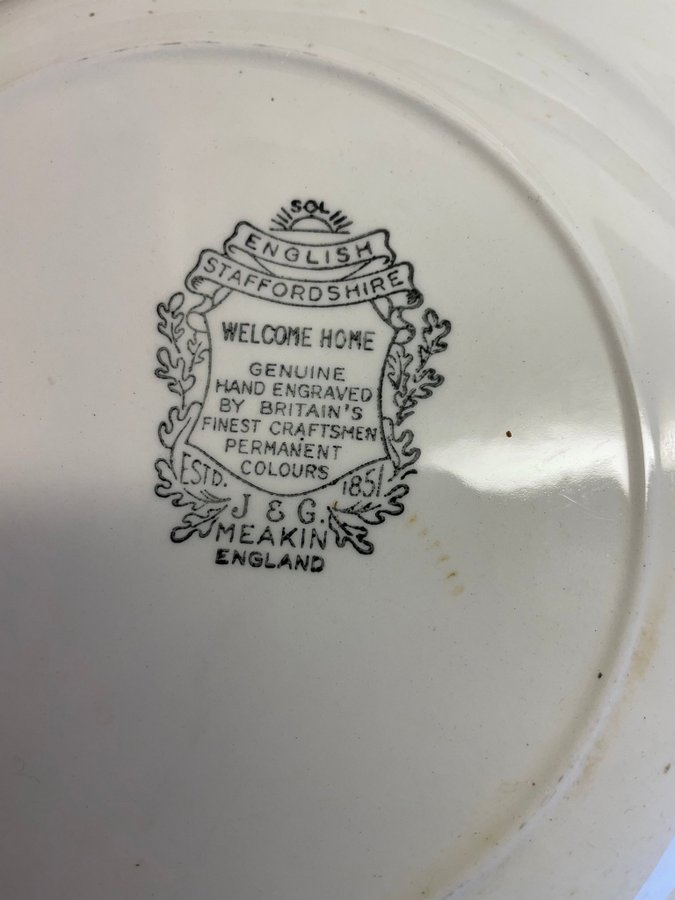 SOL
ENGLISH
STAFFORDSHIRE
WELCOME HOME
GENUINE
HAND ENGRAVED
BY BRITAIN'S
FINEST CRAFTSMEN
PERMANENT
COLOURS
ESTD. 1851
J & G.
MEAKIN
ENGLAND